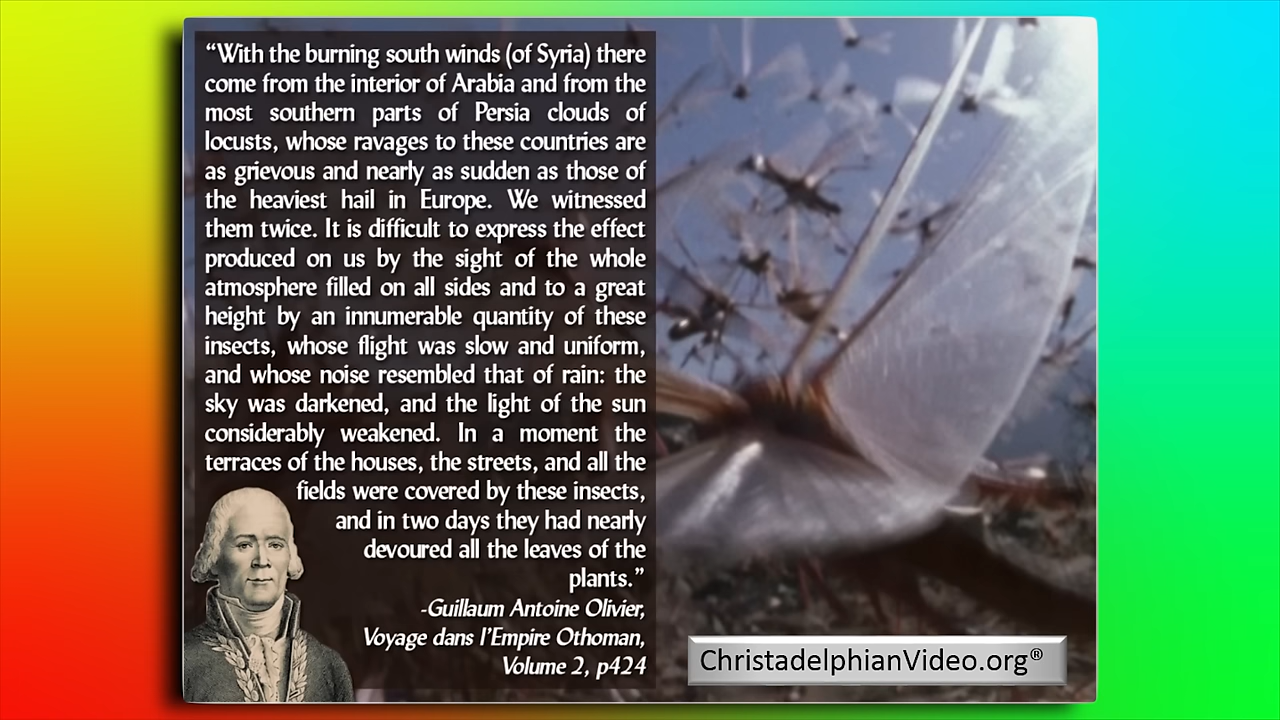 “With the burning south winds (of Syria) there
come from the interior of Arabia and from the
most southern parts of Persia clouds of
locusts, whose ravages to these countries are
as grievous and nearly as sudden as those of
the heaviest hail in Europe. We witnessed
them twice. It is difficult to express the effect
produced on us by the sight of the whole
atmosphere filled on all sides and to a great
height by an innumerable quantity of these
insects, whose flight was slow and uniform,
and whose noise resembled that of rain: the
sky was darkened, and the light of the sun
considerably weakened. In a moment the
terraces of the houses, the streets, and all the
fields were covered by these insects,
and in two days they had nearly
devoured all the leaves of the
plants.”
-Guillaum Antoine Olivier,
Voyage dans l’Empire Othoman,
Volume 2, p424
ChristadelphianVideo.org®